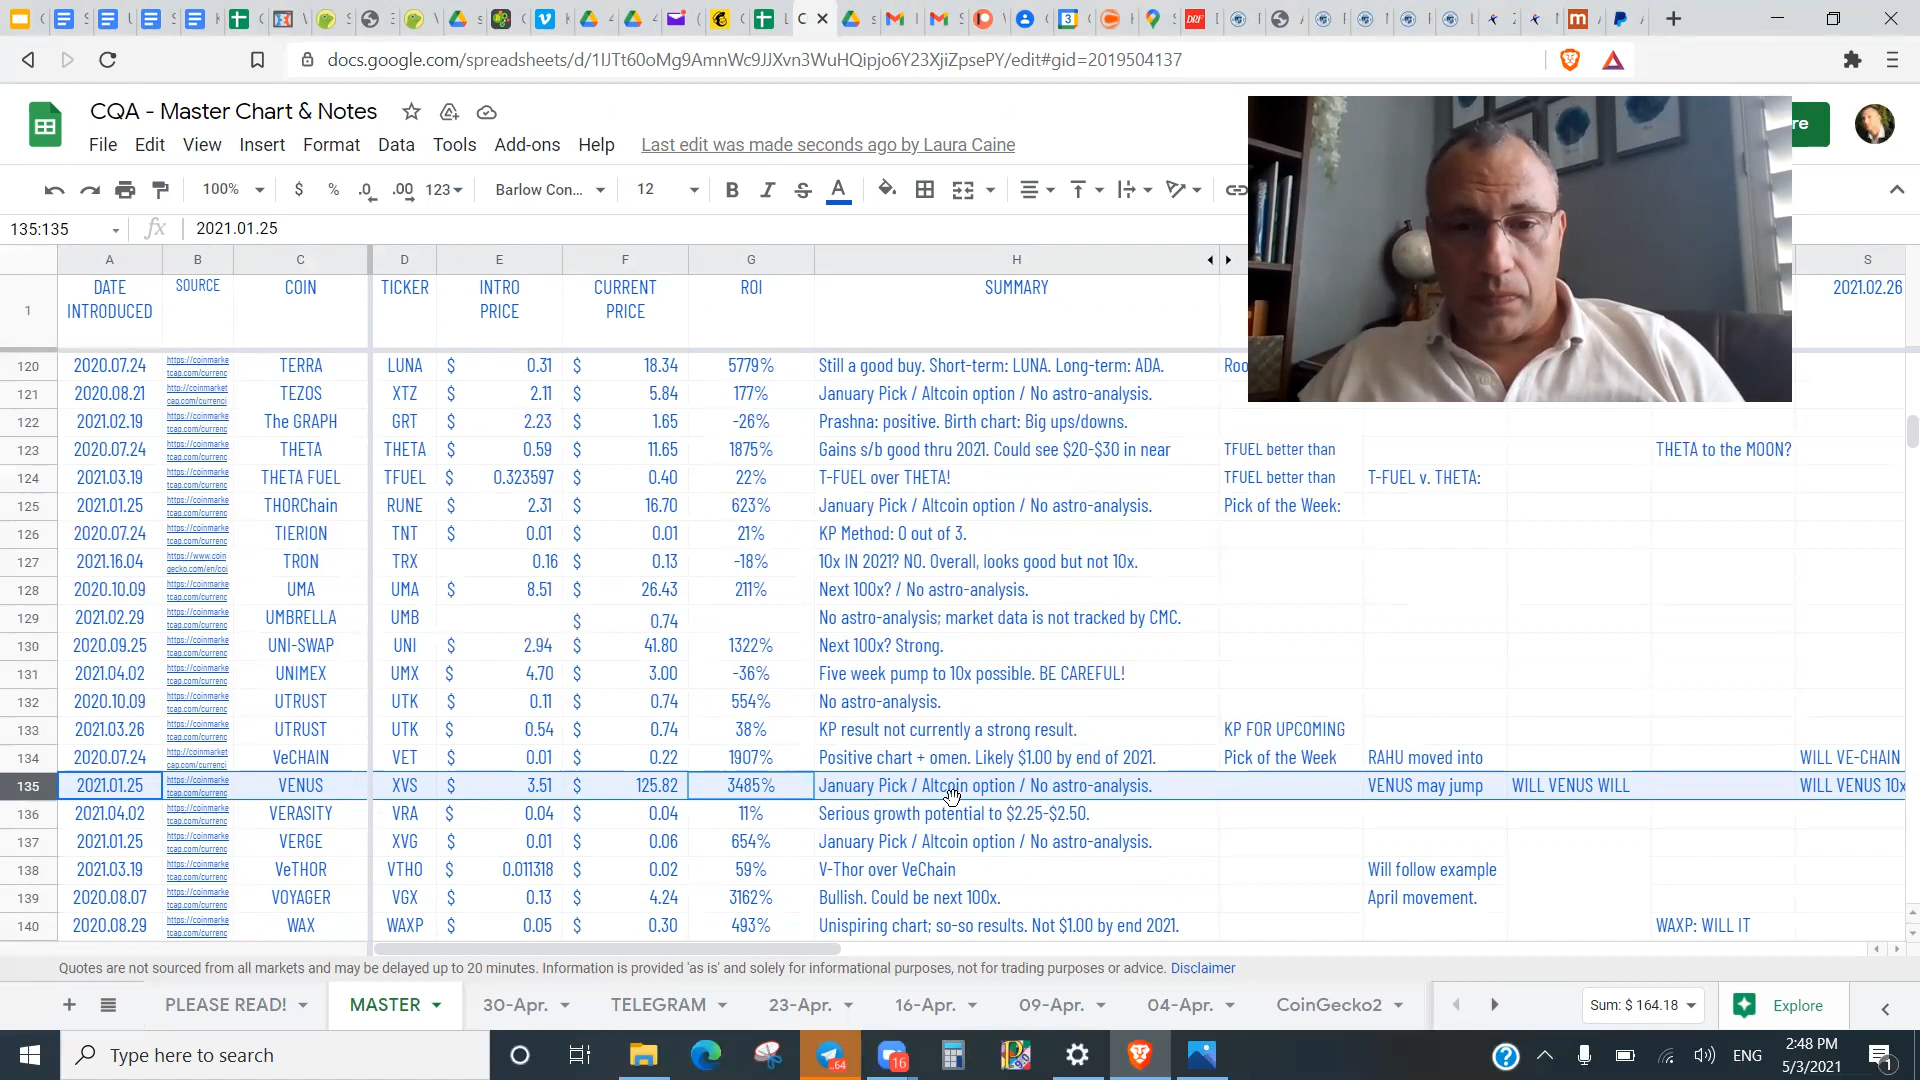 docs.google.com/spreadsheets/d/1IJTt60oMg9AmnWc9JJXvn3WuHQipjo6Y23XjiZpsePY/edit#gid=2019504137
CQA - Master Chart & Notes
File Edit View Insert Format Data Tools Add-ons Help Last edit was made seconds ago by Laura Caine
100% $ % .0 .00 123 Barlow Con... 12 B I S A
135:135 fx 2021.01.25
A B C D E F G H S
1 DATE INTRODUCED SOURCE COIN TICKER INTRO PRICE CURRENT PRICE ROI SUMMARY 2021.02.26
120 2020.07.24 TERRA LUNA $ 0.31 $ 18.34 5779% Still a good buy. Short-term: LUNA. Long-term: ADA. Roo
121 2020.08.21 TEZOS XTZ $ 2.11 $ 5.84 177% January Pick / Altcoin option / No astro-analysis.
122 2021.02.19 The GRAPH GRT $ 2.23 $ 1.65 -26% Prashna: positive. Birth chart: Big ups/downs.
123 2020.07.24 THETA THETA $ 0.59 $ 11.65 1875% Gains s/b good thru 2021. Could see $20-$30 in near TFUEL better than THETA to the MOON?
124 2021.03.19 THETA FUEL TFUEL $ 0.323597 $ 0.40 22% T-FUEL over THETA! TFUEL better than T-FUEL v. THETA:
125 2021.01.25 THORChain RUNE $ 2.31 $ 16.70 623% January Pick / Altcoin option / No astro-analysis. Pick of the Week:
126 2020.07.24 TIERION TNT $ 0.01 $ 0.01 21% KP Method: 0 out of 3.
127 2021.16.04 TRON TRX 0.16 $ 0.13 -18% 10x IN 2021? NO. Overall, looks good but not 10x.
128 2020.10.09 UMA UMA $ 8.51 $ 26.43 211% Next 100x? / No astro-analysis.
129 2021.02.29 UMBRELLA UMB $ 0.74 No astro-analysis; market data is not tracked by CMC.
130 2020.09.25 UNI-SWAP UNI $ 2.94 $ 41.80 1322% Next 100x? Strong.
131 2021.04.02 UNIMEX UMX $ 4.70 $ 3.00 -36% Five week pump to 10x possible. BE CAREFUL!
132 2020.10.09 UTRUST UTK $ 0.11 $ 0.74 554% No astro-analysis.
133 2021.03.26 UTRUST UTK $ 0.54 $ 0.74 38% KP result not currently a strong result. KP FOR UPCOMING
134 2020.07.24 VeCHAIN VET $ 0.01 $ 0.22 1907% Positive chart + omen. Likely $1.00 by end of 2021. Pick of the Week RAHU moved into WILL VE-CHAIN
135 2021.01.25 VENUS XVS $ 3.51 $ 125.82 3485% January Pick / Altcoin option / No astro-analysis. VENUS may jump WILL VENUS WILL WILL VENUS 10x
136 2021.04.02 VERASITY VRA $ 0.04 $ 0.04 11% Serious growth potential to $2.25-$2.50.
137 2021.01.25 VERGE XVG $ 0.01 $ 0.06 654% January Pick / Altcoin option / No astro-analysis.
138 2021.03.19 VeTHOR VTHO $ 0.011318 $ 0.02 59% V-Thor over VeChain Will follow example
139 2020.08.07 VOYAGER VGX $ 0.13 $ 4.24 3162% Bullish. Could be next 100x. April movement.
140 2020.08.29 WAX WAXP $ 0.05 $ 0.30 493% Unispiring chart; so-so results. Not $1.00 by end 2021. WAXP: WILL IT
Quotes are not sourced from all markets and may be delayed up to 20 minutes. Information is provided 'as is' and solely for informational purposes, not for trading purposes or advice. Disclaimer
PLEASE READ! MASTER 30-Apr. TELEGRAM 23-Apr. 16-Apr. 09-Apr. 04-Apr. CoinGecko2 Sum: $ 164.18 Explore
Type here to search 64 16 ENG 2:48 PM 5/3/2021 1